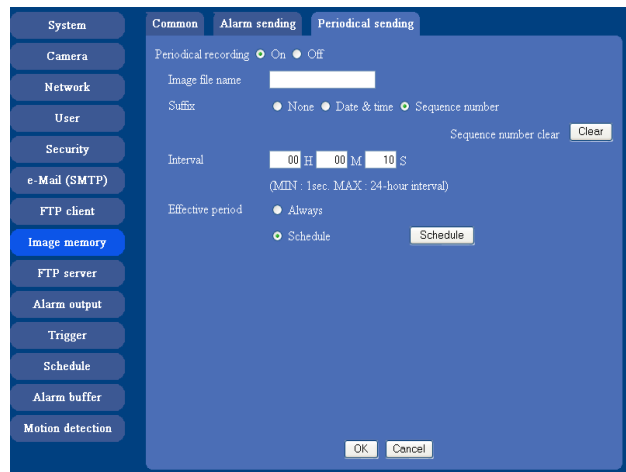 System
Camera
Network
User
Security
e-Mail (SMTP)
FTP client
Image memory
FTP server
Alarm output
Trigger
Schedule
Alarm buffer
Motion detection
Common Alarm sending Periodical sending
Periodical recording On Off
Image file name
Suffix None Date & time Sequence number
Sequence number clear Clear
Interval 00 H 00 M 10 S
(MIN : 1sec. MAX : 24-hour interval)
Effective period Always
Schedule Schedule
OK Cancel